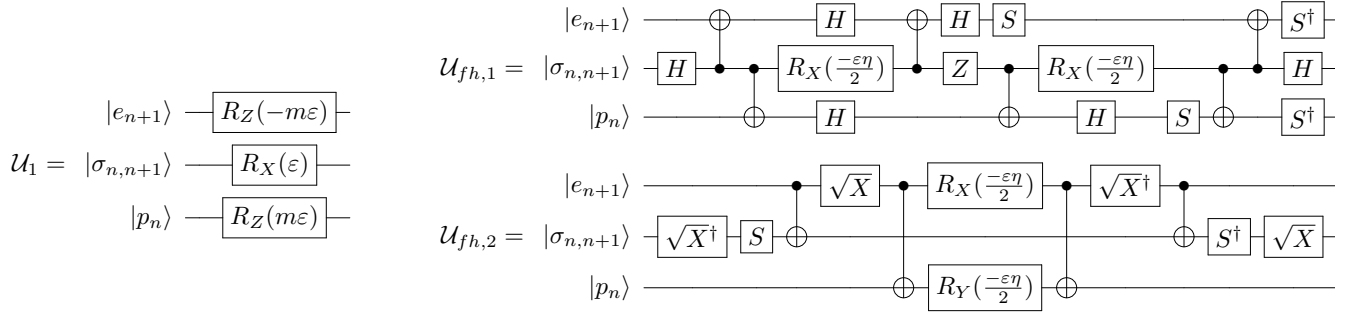 |e_{n+1}⟩ H H S S†
𝒰_{fh,1} = |σ_{n,n+1}⟩ H R_X(−εη/2) Z R_X(−εη/2) H
|p_n⟩ H H S S†
|e_{n+1}⟩ R_Z(−mε)
𝒰_1 = |σ_{n,n+1}⟩ R_X(ε)
|p_n⟩ R_Z(mε)
|e_{n+1}⟩ √X R_X(−εη/2) √X†
𝒰_{fh,2} = |σ_{n,n+1}⟩ √X† S S† √X
|p_n⟩ R_Y(−εη/2)